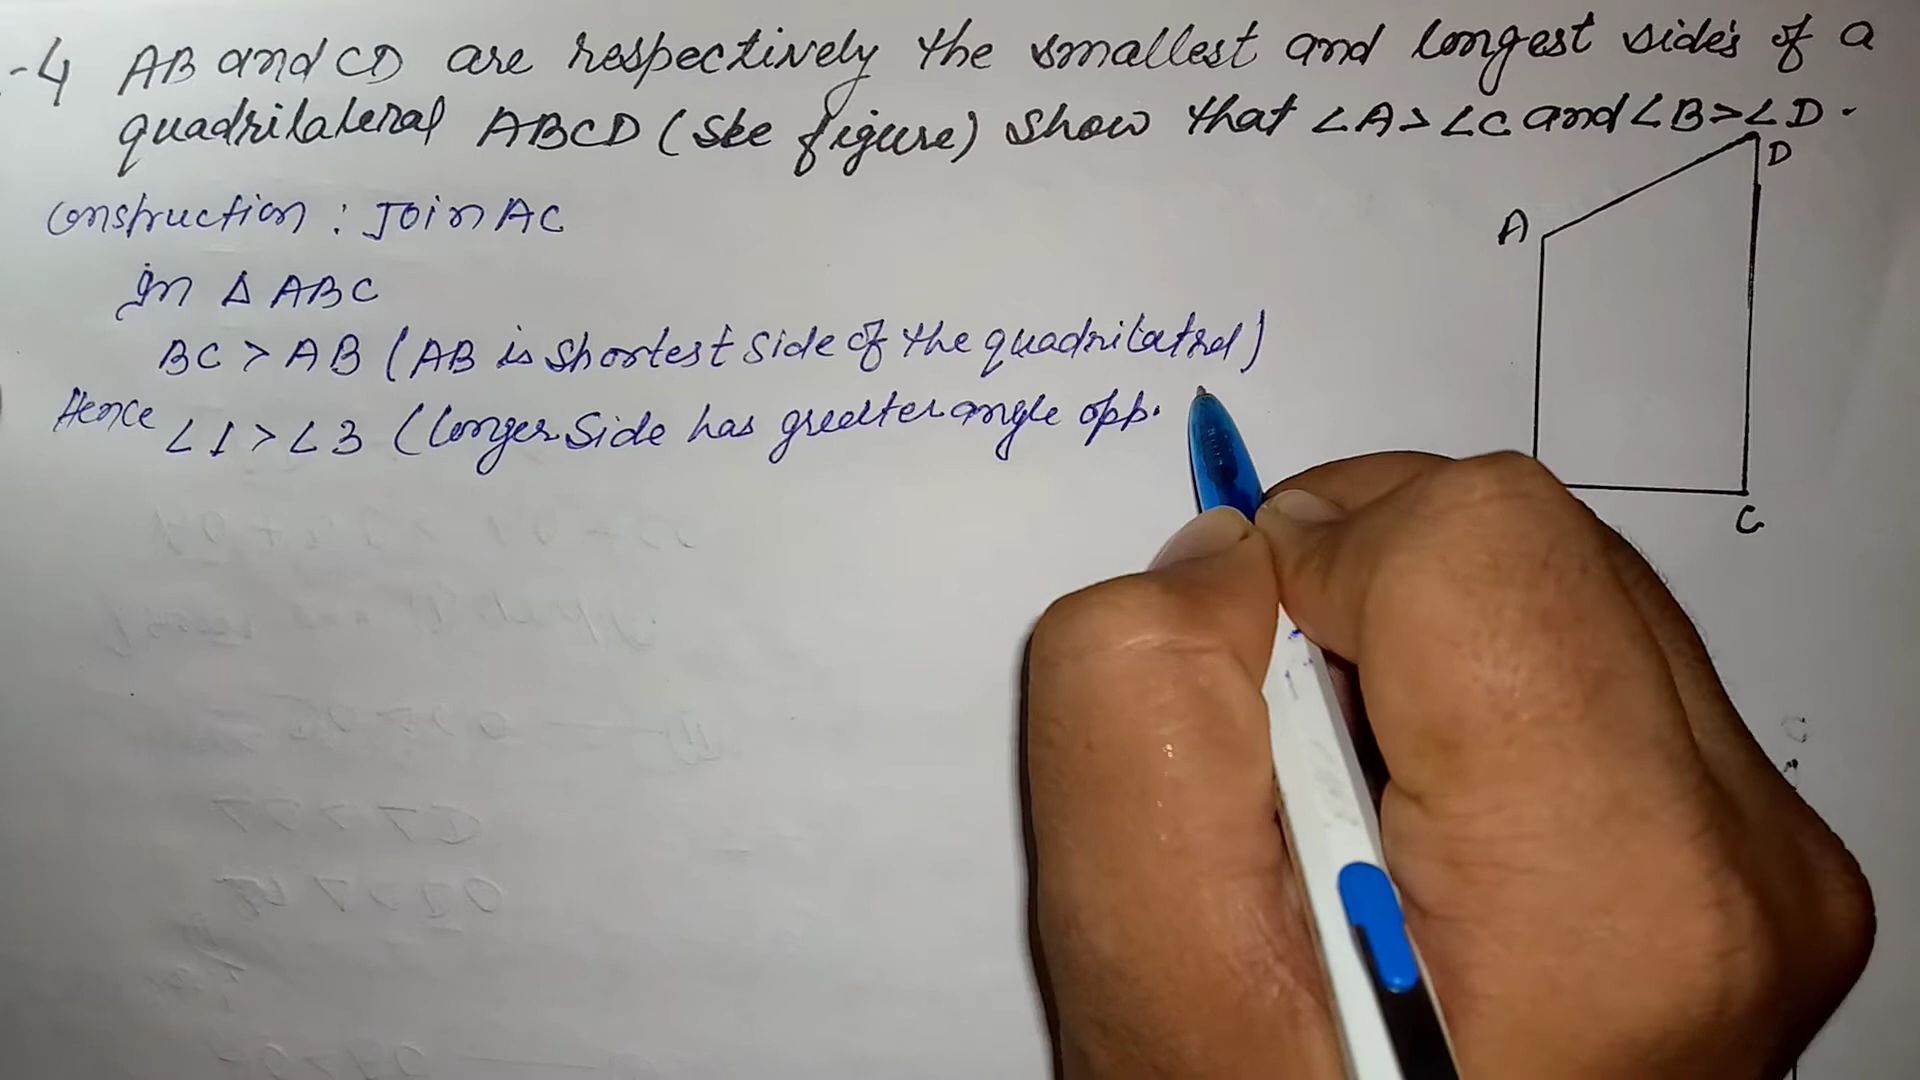 -4 AB and CD are respectively the smallest and longest sides of a
quadrilateral ABCD (see figure) show that ∠A>∠C and ∠B>∠D.
Construction : Join AC
In Δ ABC
BC > AB (AB is shortest side of the quadrilatral)
Hence ∠1 > ∠3 (longer side has greater angle opp.
D
A
C